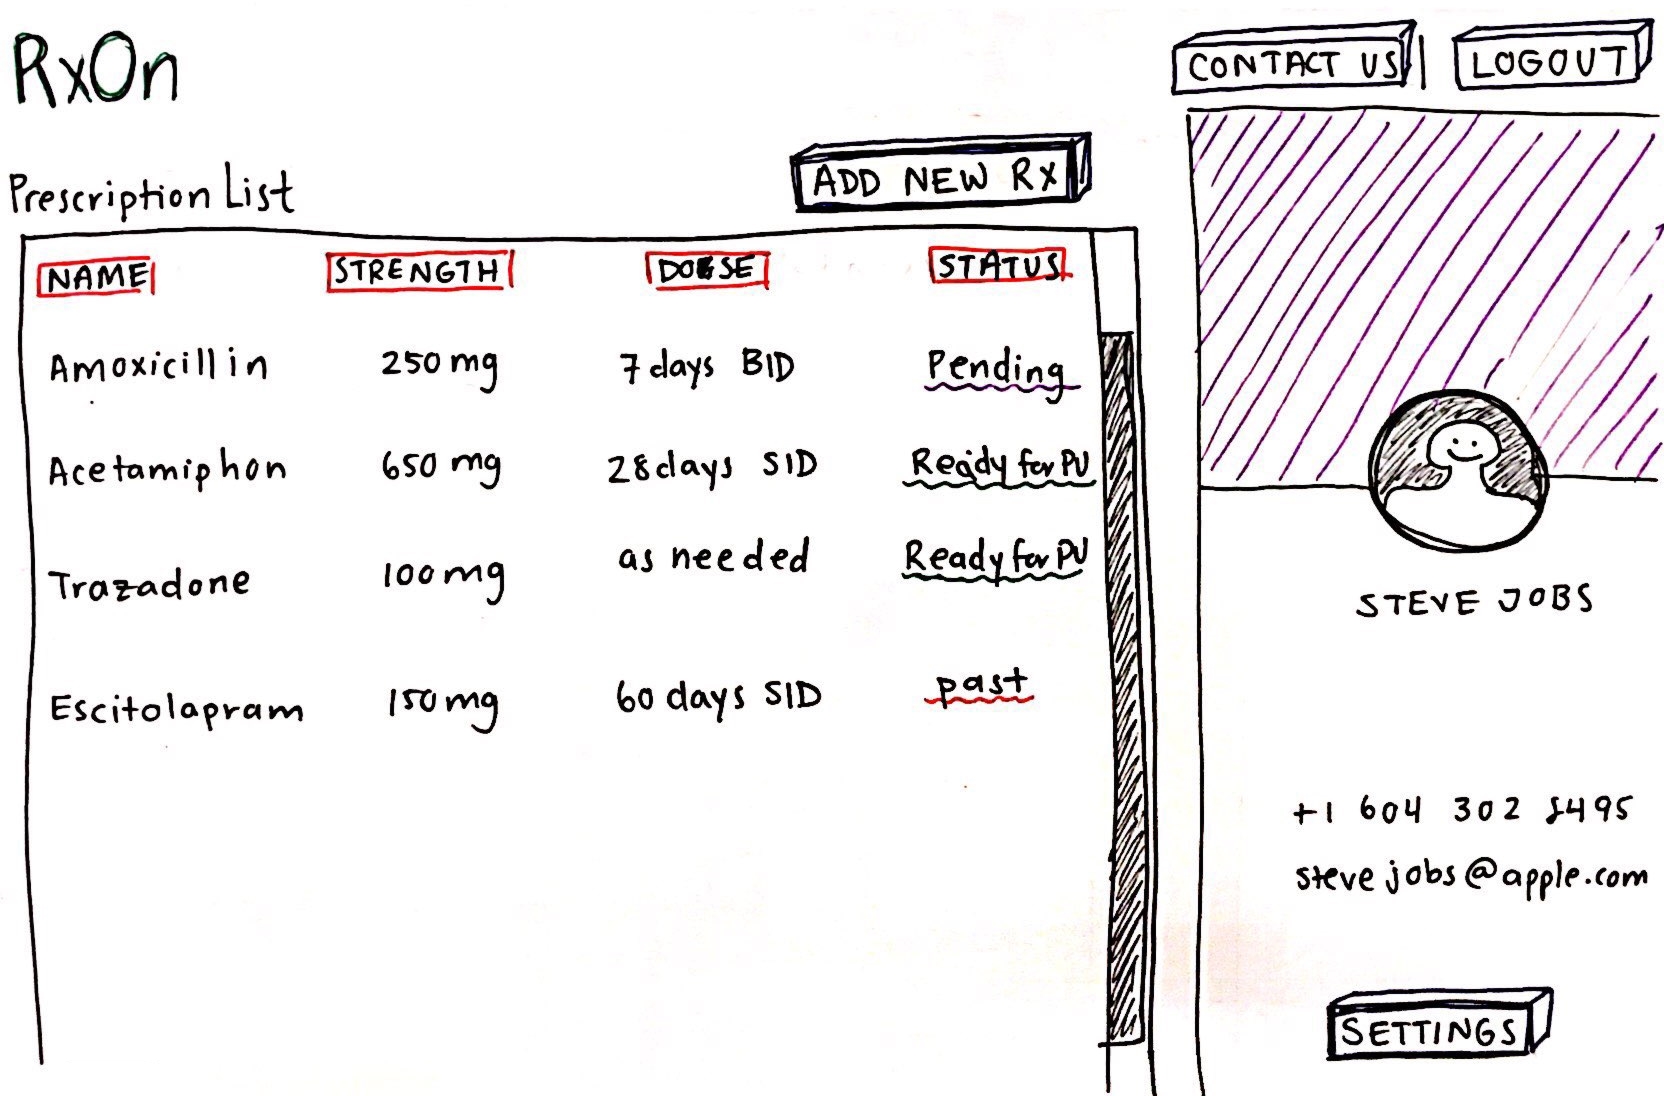 RxOn
CONTACT US
LOGOUT
Prescription List
ADD NEW Rx
NAME STRENGTH DOSE STATUS
Amoxicillin 250 mg 7 days BID Pending
Acetamiphon 650 mg 28 days SID Ready for PU
Trazadone 100 mg as needed Ready for PU
Escitolapram 150 mg 60 days SID past
STEVE JOBS
+1 604 302 8495
steve jobs@apple.com
SETTINGS